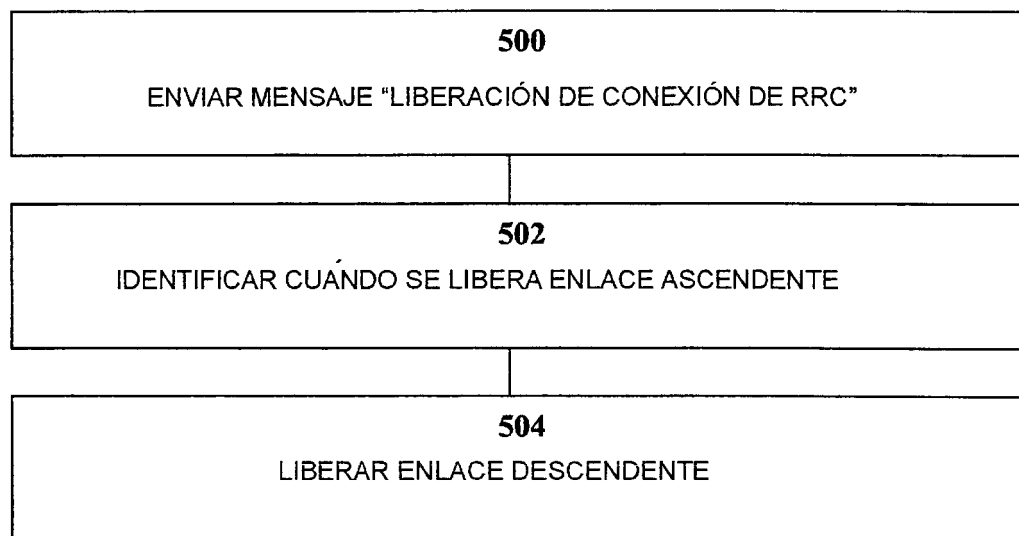 500
ENVIAR MENSAJE “LIBERACIÓN DE CONEXIÓN DE RRC”
502
IDENTIFICAR CUÁNDO SE LIBERA ENLACE ASCENDENTE
504
LIBERAR ENLACE DESCENDENTE